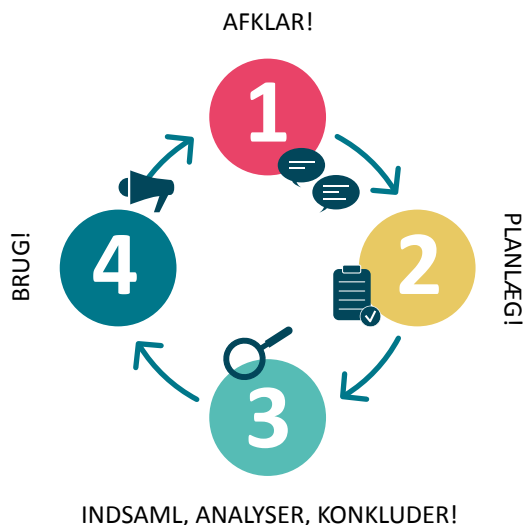 AFKLAR!
1
2
PLANLÆG!
3
INDSAML, ANALYSER, KONKLUDER!
4
BRUG!